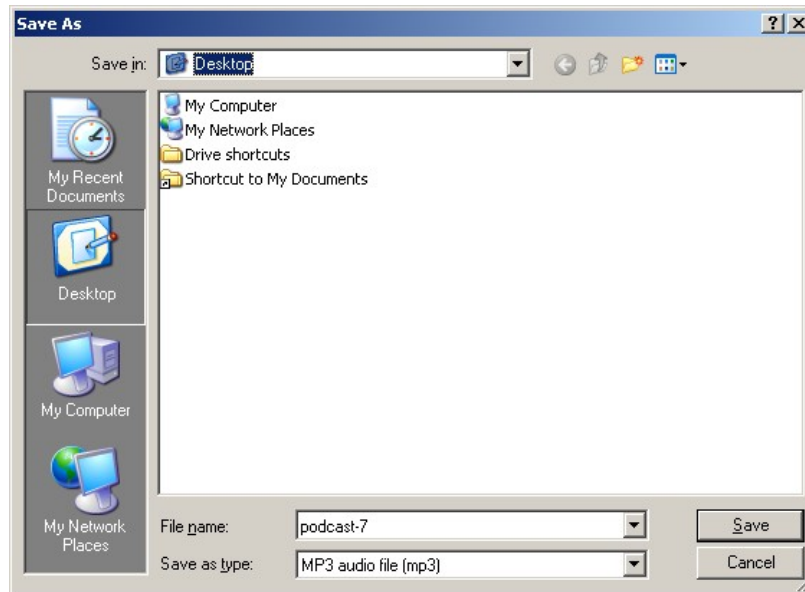 Save As
Save in: Desktop
My Computer
My Network Places
Drive shortcuts
Shortcut to My Documents
My Recent
Documents
Desktop
My Computer
My Network
Places
File name: podcast-7 Save
Save as type: MP3 audio file (mp3) Cancel